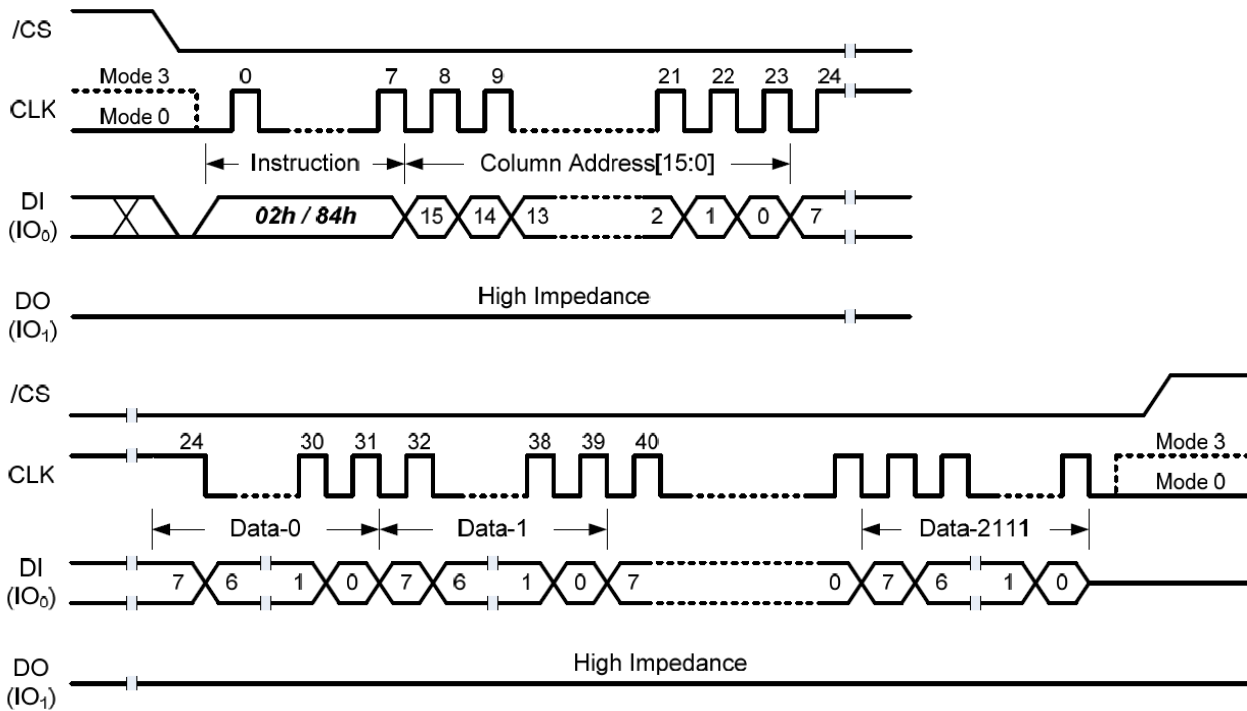 /CS
Mode 3 0 7 8 9 21 22 23 24
CLK
Mode 0
Instruction Column Address[15:0]
DI
(IO₀)
02h / 84h 15 14 13 2 1 0 7
High Impedance
DO
(IO₁)
/CS
24 30 31 32 38 39 40 Mode 3
CLK
Mode 0
Data-0 Data-1 Data-2111
DI
(IO₀)
7 6 1 0 7 6 1 0 7 0 7 6 1 0
High Impedance
DO
(IO₁)